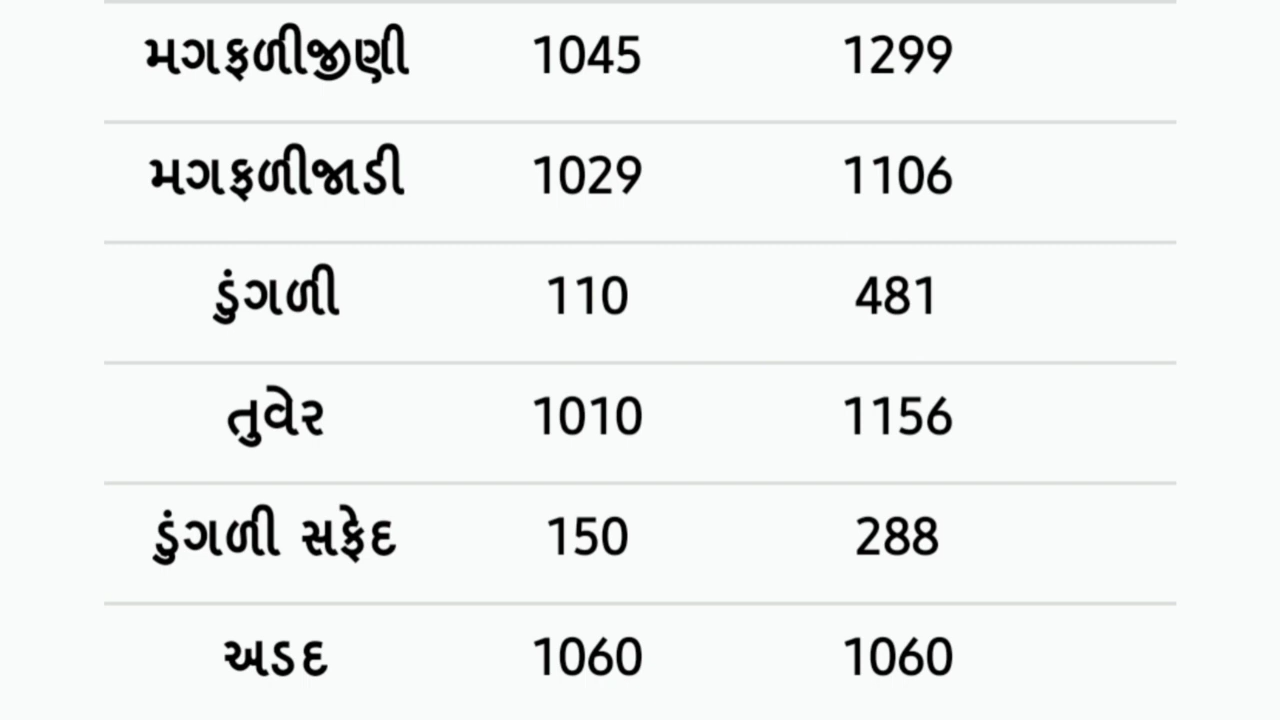 મગફળીજીણી 1045 1299
મગફળીજાડી 1029 1106
ડુંગળી 110 481
તુવેર 1010 1156
ડુંગળી સફેદ 150 288
અડદ 1060 1060